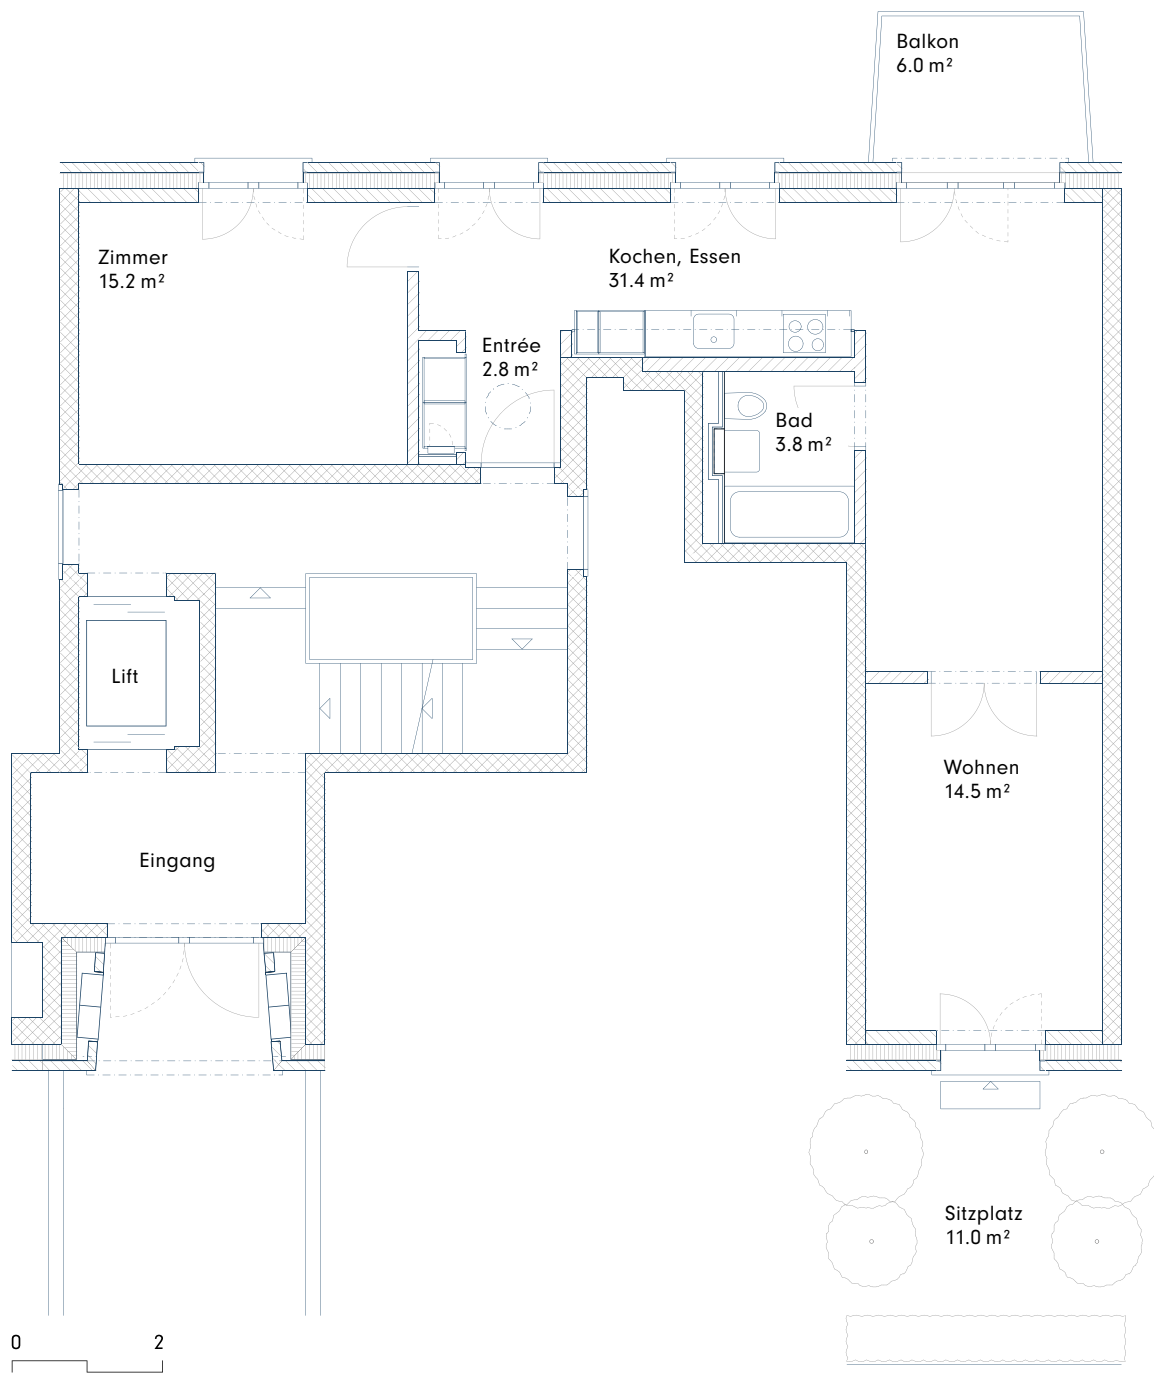 Balkon
6.0 m²
Zimmer
15.2 m²
Kochen, Essen
31.4 m²
Entrée
2.8 m²
Bad
3.8 m²
Lift
Wohnen
14.5 m²
Eingang
Sitzplatz
11.0 m²
0 2